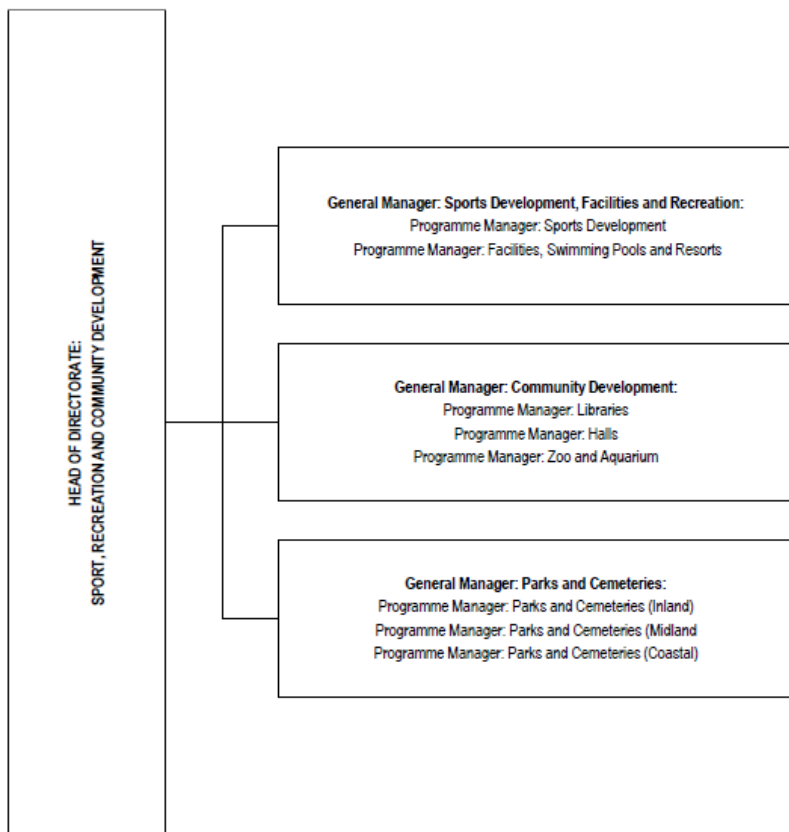 HEAD OF DIRECTORATE:
SPORT, RECREATION AND COMMUNITY DEVELOPMENT
General Manager: Sports Development, Facilities and Recreation:
Programme Manager: Sports Development
Programme Manager: Facilities, Swimming Pools and Resorts
General Manager: Community Development:
Programme Manager: Libraries
Programme Manager: Halls
Programme Manager: Zoo and Aquarium
General Manager: Parks and Cemeteries:
Programme Manager: Parks and Cemeteries (Inland)
Programme Manager: Parks and Cemeteries (Midland
Programme Manager: Parks and Cemeteries (Coastal)